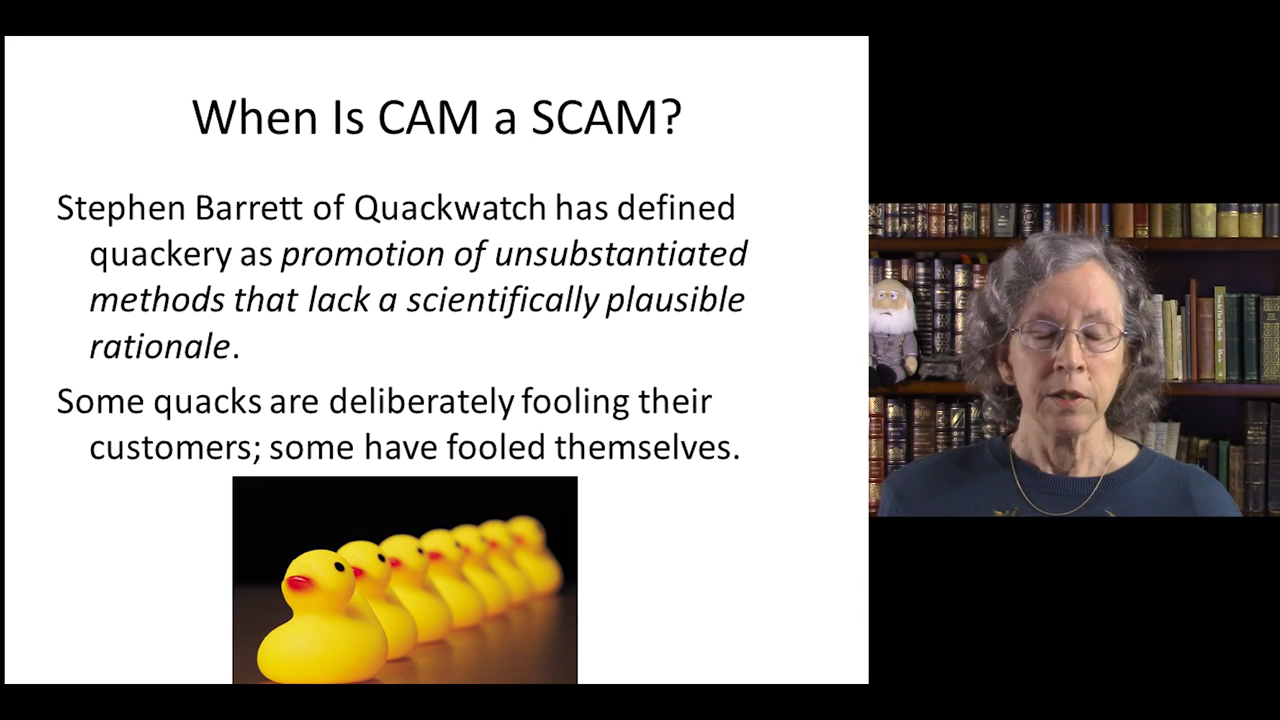 When Is CAM a SCAM?
Stephen Barrett of Quackwatch has defined
quackery as promotion of unsubstantiated
methods that lack a scientifically plausible
rationale.
Some quacks are deliberately fooling their
customers; some have fooled themselves.